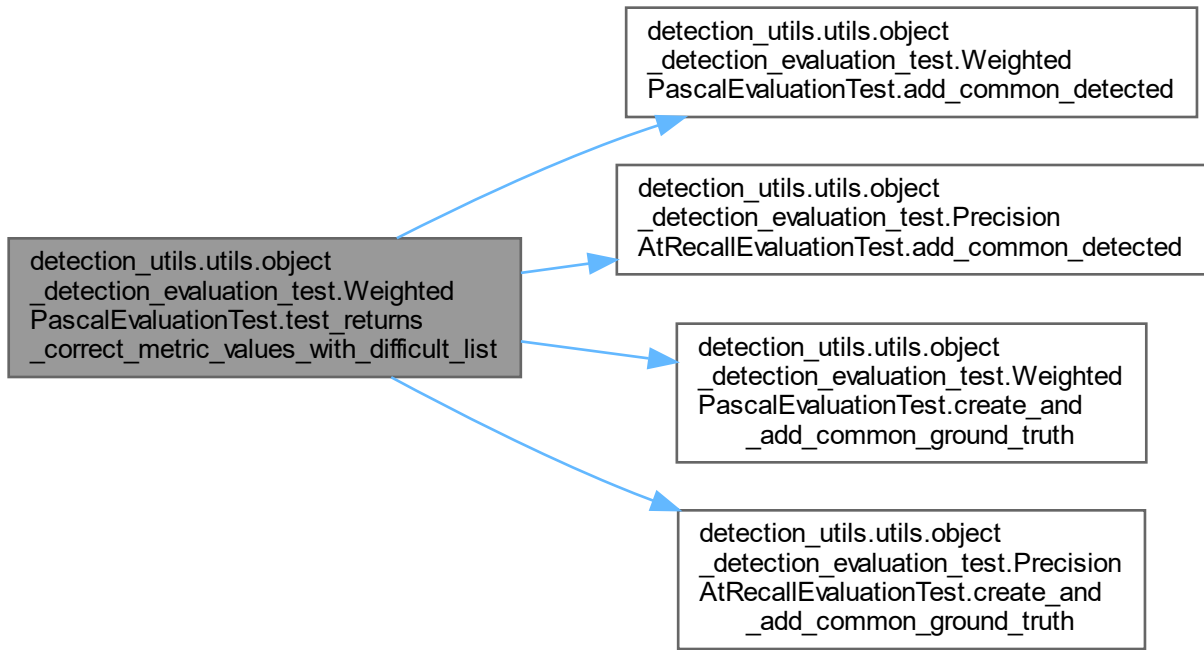 detection_utils.utils.object
_detection_evaluation_test.Weighted
PascalEvaluationTest.test_returns
_correct_metric_values_with_difficult_list
detection_utils.utils.object
_detection_evaluation_test.Weighted
PascalEvaluationTest.add_common_detected
detection_utils.utils.object
_detection_evaluation_test.Precision
AtRecallEvaluationTest.add_common_detected
detection_utils.utils.object
_detection_evaluation_test.Weighted
PascalEvaluationTest.create_and
_add_common_ground_truth
detection_utils.utils.object
_detection_evaluation_test.Precision
AtRecallEvaluationTest.create_and
_add_common_ground_truth